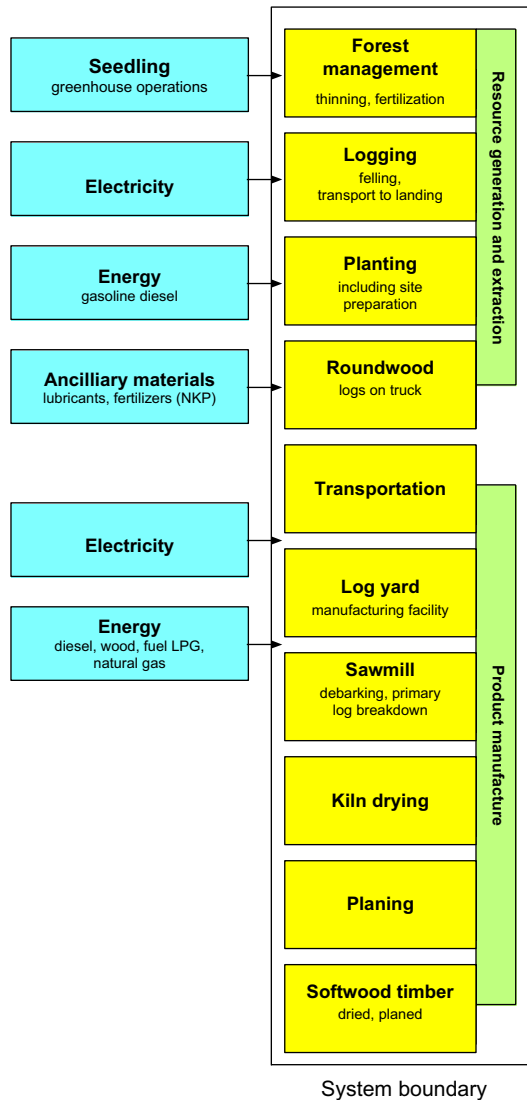 Seedling
greenhouse operations
Electricity
Energy
gasoline diesel
Ancilliary materials
lubricants, fertilizers (NKP)
Electricity
Energy
diesel, wood, fuel LPG,
natural gas
Forest
management
thinning, fertilization
Logging
felling,
transport to landing
Planting
including site
preparation
Roundwood
logs on truck
Transportation
Log yard
manufacturing facility
Sawmill
debarking, primary
log breakdown
Kiln drying
Planing
Softwood timber
dried, planed
Resource generation and extraction
Product manufacture
System boundary